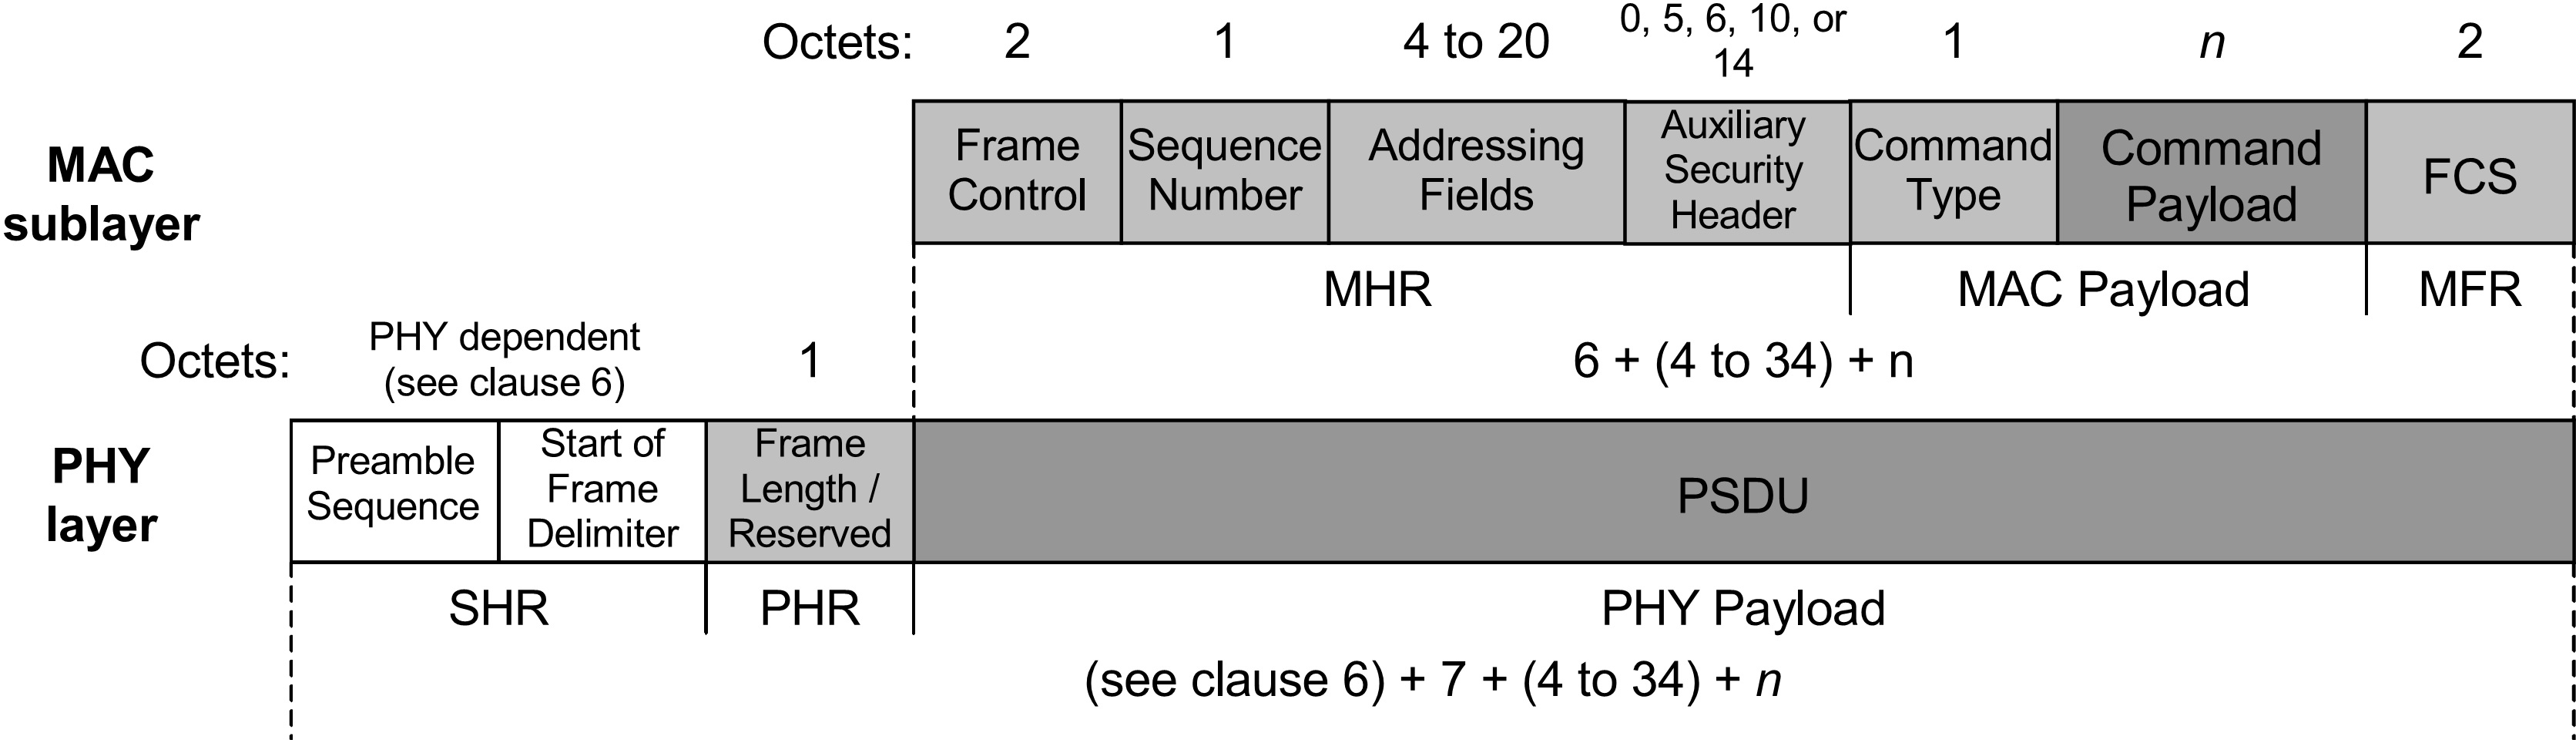 Octets: 2 1 4 to 20 0, 5, 6, 10, or
14 1 n 2
MAC
sublayer
Frame
Control
Sequence
Number
Addressing
Fields
Auxiliary
Security
Header
Command
Type
Command
Payload
FCS
MHR
MAC Payload
MFR
Octets:
PHY dependent
(see clause 6)
1
6 + (4 to 34) + n
PHY
layer
Preamble
Sequence
Start of
Frame
Delimiter
Frame
Length /
Reserved
PSDU
SHR
PHR
PHY Payload
(see clause 6) + 7 + (4 to 34) + n